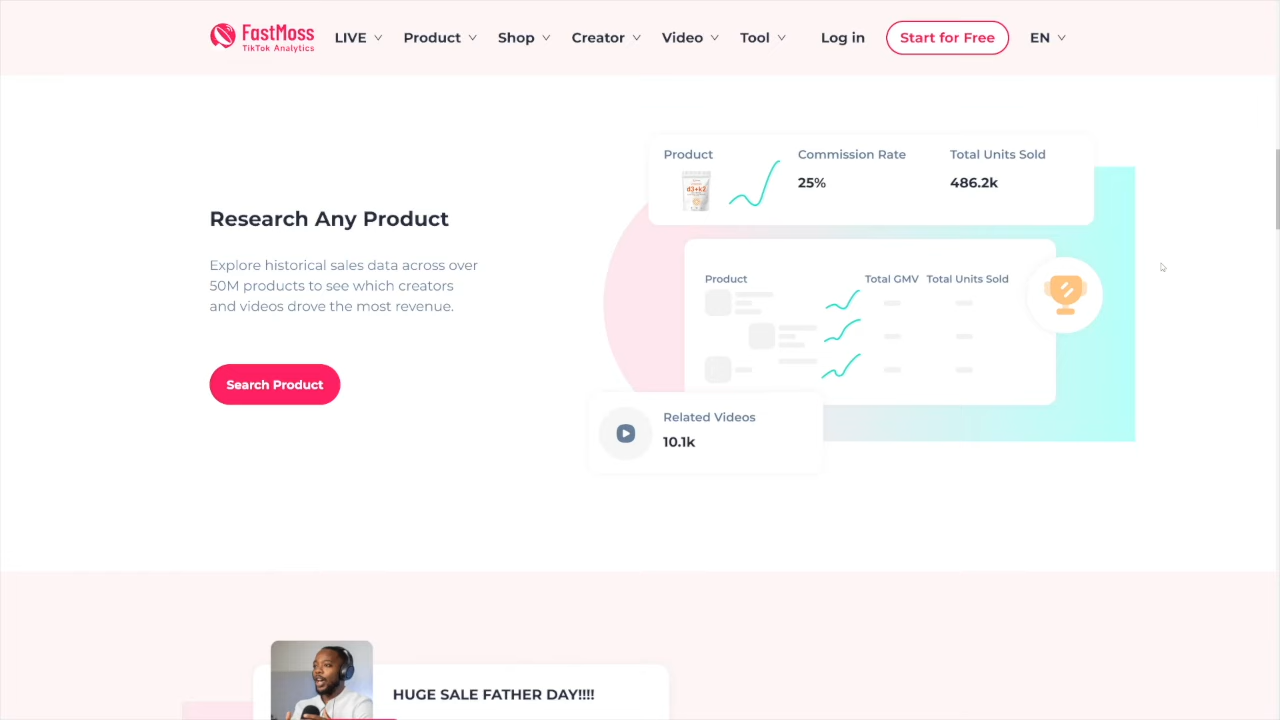 FastMoss
TikTok Analytics
LIVE
Product
Shop
Creator
Video
Tool
Log in
Start for Free
EN
Research Any Product
Explore historical sales data across over
50M products to see which creators
and videos drove the most revenue.
Search Product
Product
Commission Rate
Total Units Sold
d3+k2
25%
486.2k
Product
Total GMV
Total Units Sold
Related Videos
10.1k
HUGE SALE FATHER DAY!!!!